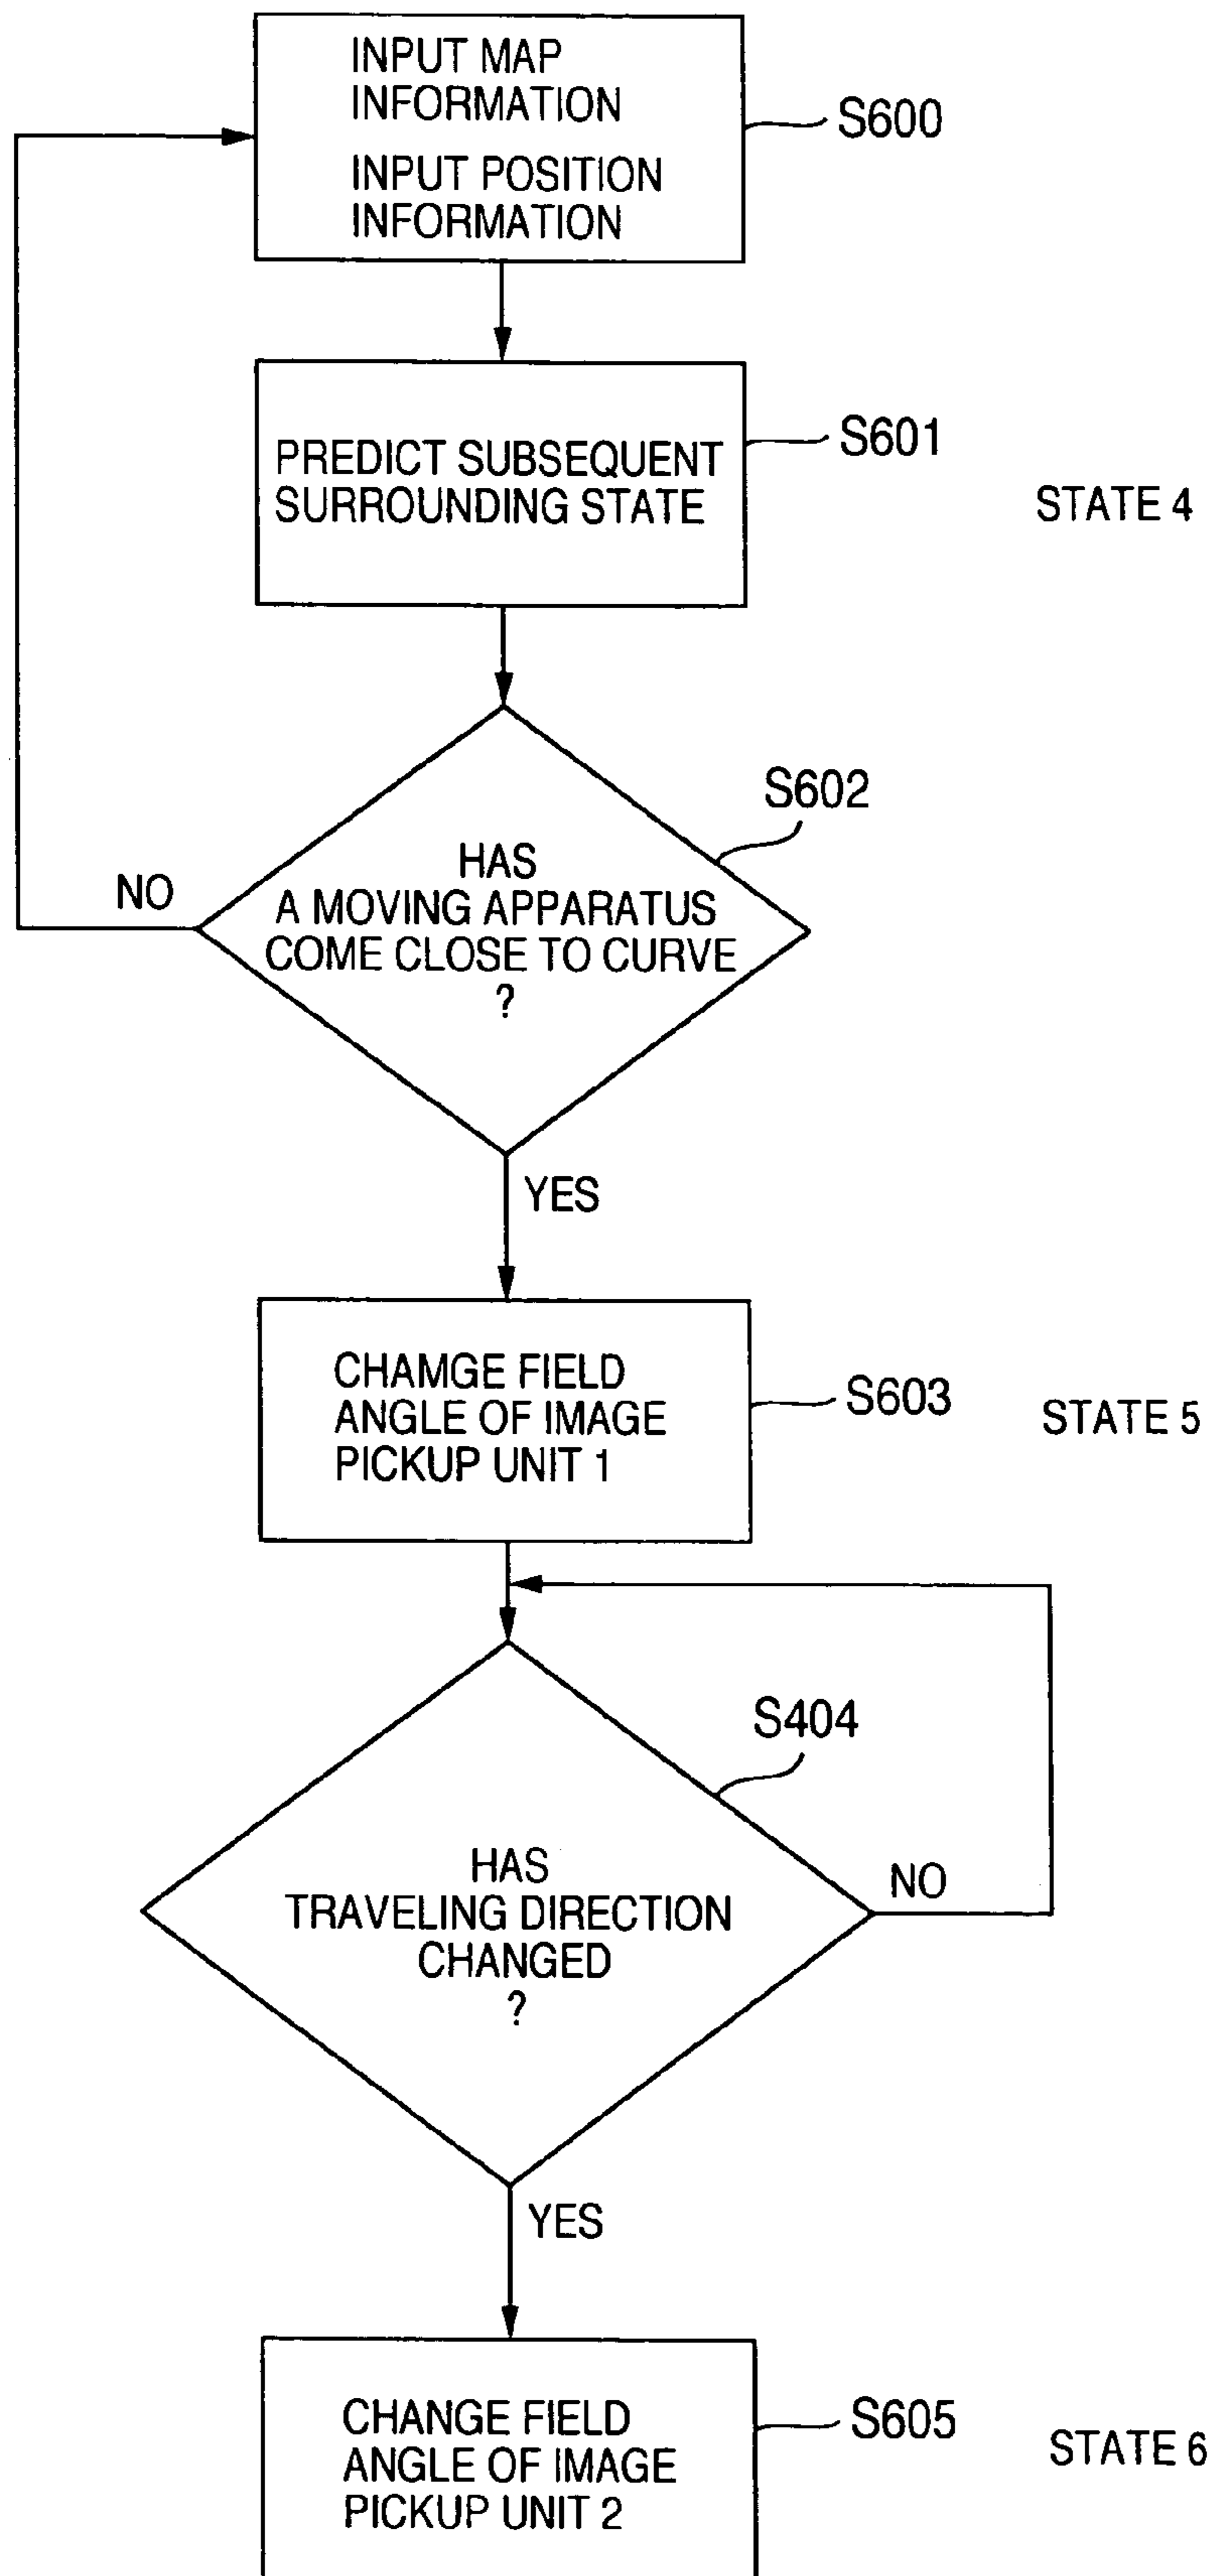 INPUT MAP
INFORMATION
INPUT POSITION
INFORMATION
S600
PREDICT SUBSEQUENT
SURROUNDING STATE
S601
STATE 4
S602
HAS
A MOVING APPARATUS
COME CLOSE TO CURVE
?
NO
YES
CHAMGE FIELD
ANGLE OF IMAGE
PICKUP UNIT 1
S603
STATE 5
S404
HAS
TRAVELING DIRECTION
CHANGED
?
NO
YES
CHANGE FIELD
ANGLE OF IMAGE
PICKUP UNIT 2
S605
STATE 6